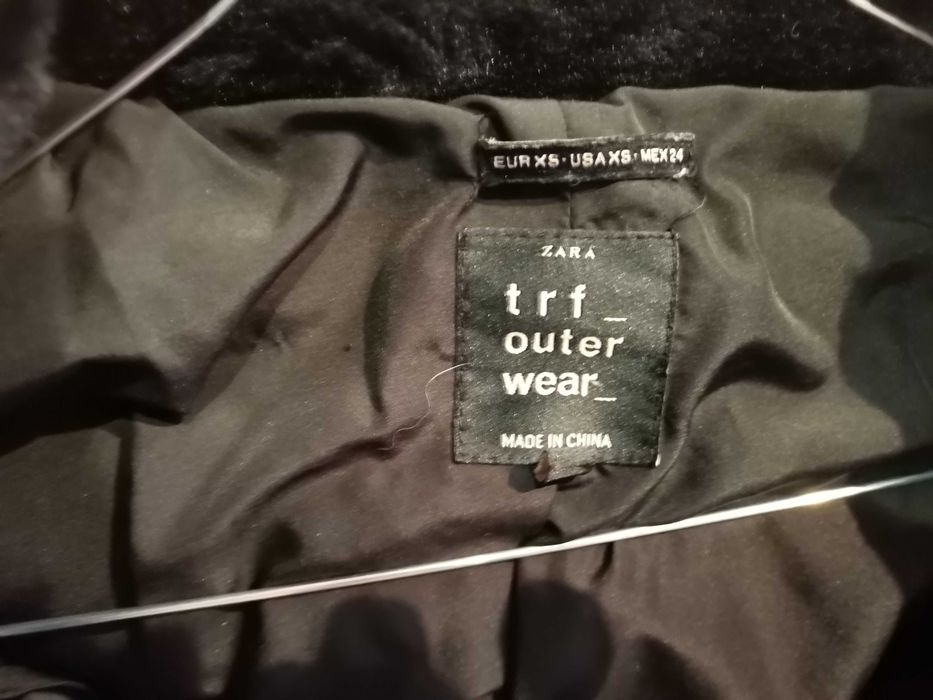 EUR XS · USA XS · MEX 24
ZARA
trf_
outer
wear_
MADE IN CHINA